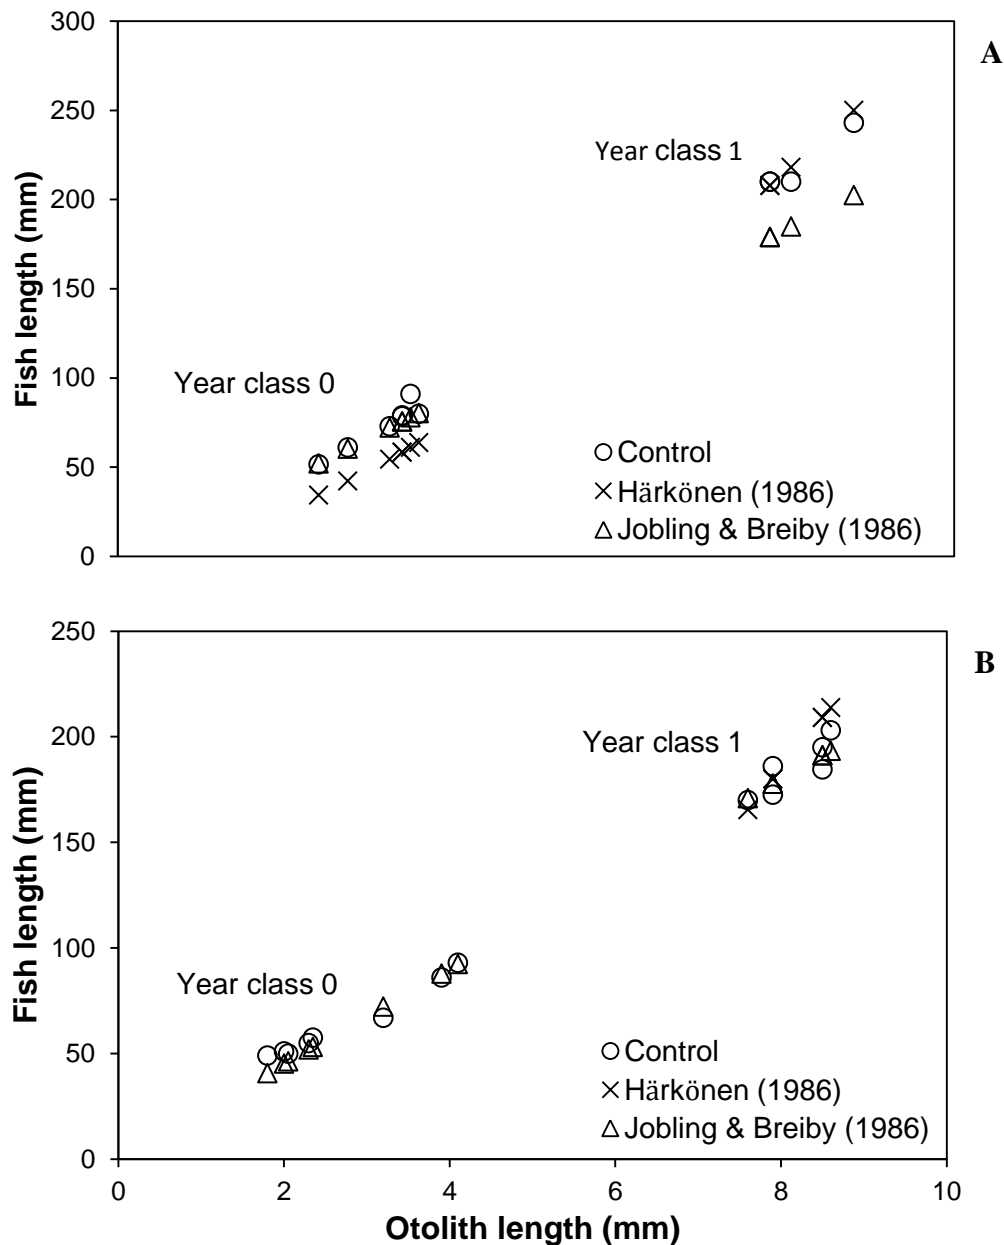 300
A
250
Year class 1
200
Fish length (mm)
150
Year class 0
100
50
0
Control
Härkönen (1986)
Jobling & Breiby (1986)
250
B
200
Year class 1
150
Fish length (mm)
100
Year class 0
50
0
Control
Härkönen (1986)
Jobling & Breiby (1986)
0 2 4 6 8 10
Otolith length (mm)